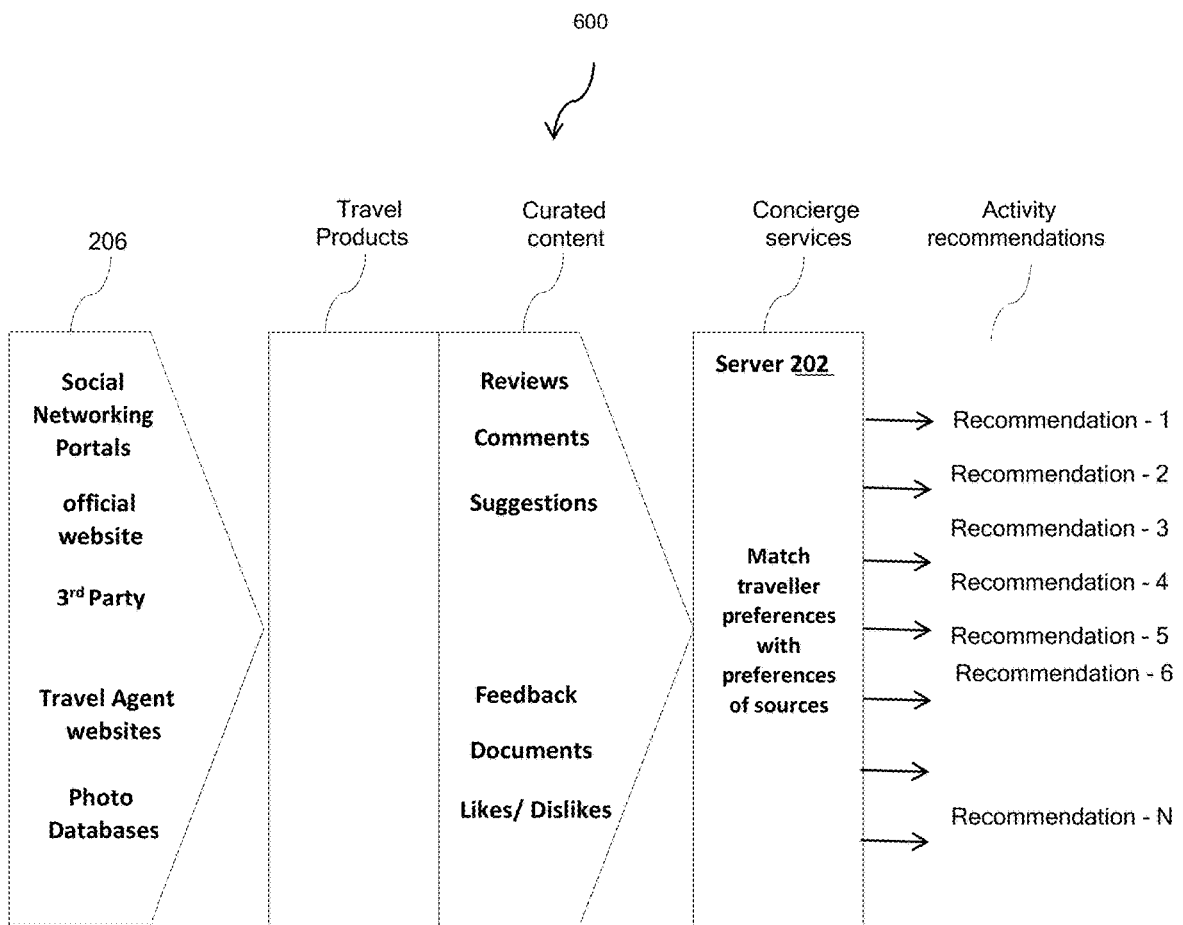 600
206
Travel
Products
Curated
content
Concierge
services
Activity
recommendations
Social
Networking
Portals
official
website
3rd Party
Travel Agent
websites
Photo
Databases
Reviews
Comments
Suggestions
Feedback
Documents
Likes/ Dislikes
Server 202
Match
traveller
preferences
with
preferences
of sources
Recommendation - 1
Recommendation - 2
Recommendation - 3
Recommendation - 4
Recommendation - 5
Recommendation - 6
Recommendation - N